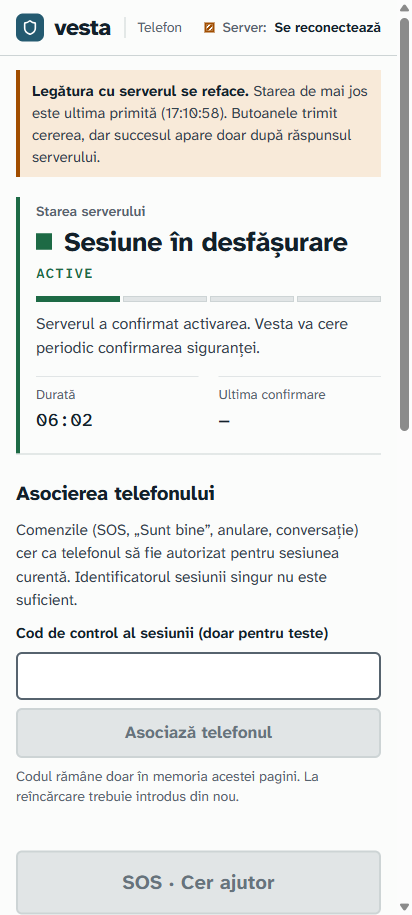 vesta Telefon Server: Se reconectează
Legătura cu serverul se reface. Starea de mai jos
este ultima primită (17:10:58). Butoanele trimit
cererea, dar succesul apare doar după răspunsul
serverului.
Starea serverului
Sesiune în desfășurare
ACTIVE
Serverul a confirmat activarea. Vesta va cere
periodic confirmarea siguranței.
Durată
06:02
Ultima confirmare
—
Asocierea telefonului
Comenzile (SOS, „Sunt bine”, anulare, conversație)
cer ca telefonul să fie autorizat pentru sesiunea
curentă. Identificatorul sesiunii singur nu este
suficient.
Cod de control al sesiunii (doar pentru teste)
Asociază telefonul
Codul rămâne doar în memoria acestei pagini. La
reîncărcare trebuie introdus din nou.
SOS · Cer ajutor